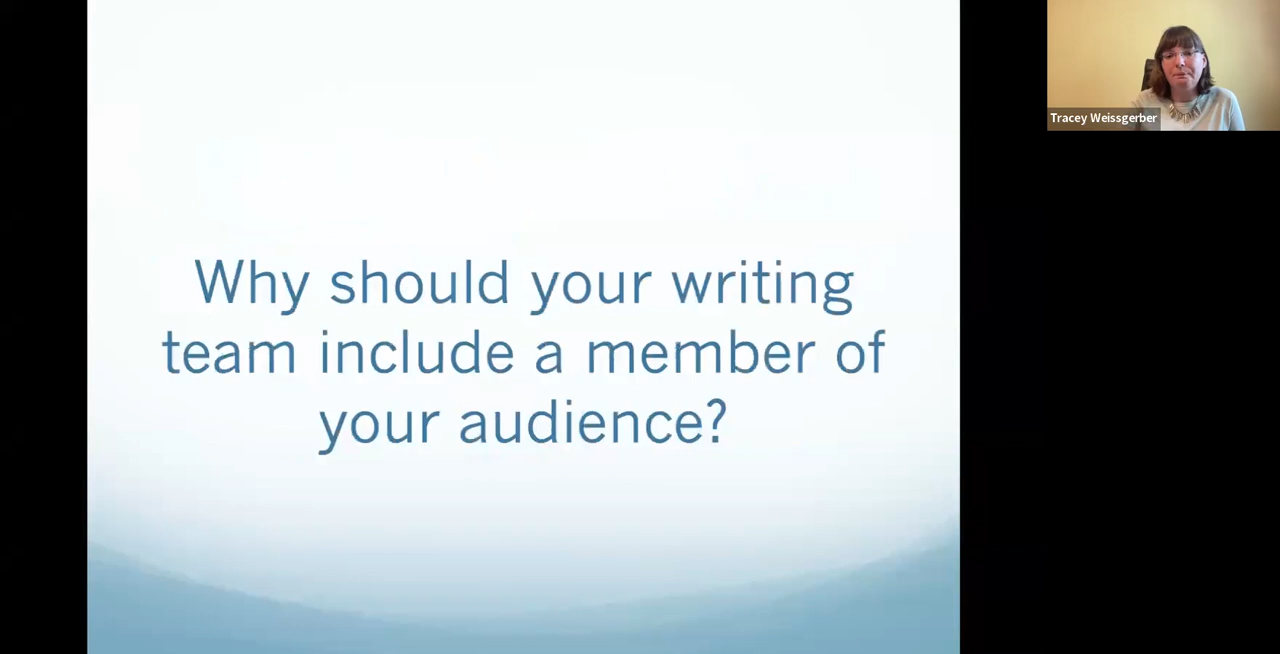 Why should your writing
team include a member of
your audience?
Tracey Weissgerber